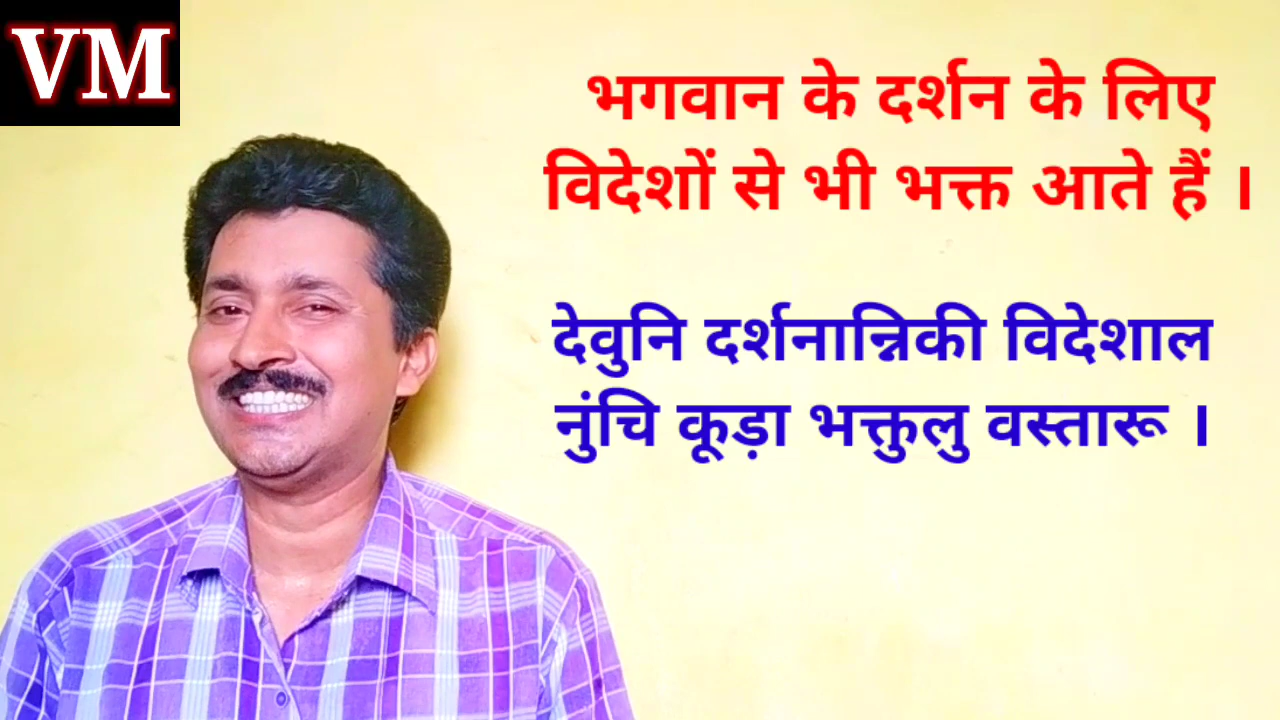 VM
भगवान के दर्शन के लिए
विदेशों से भी भक्त आते हैं ।
देवुनि दर्शनान्निकी विदेशाल
नुंचि कूड़ा भक्तुलु वस्तारू ।